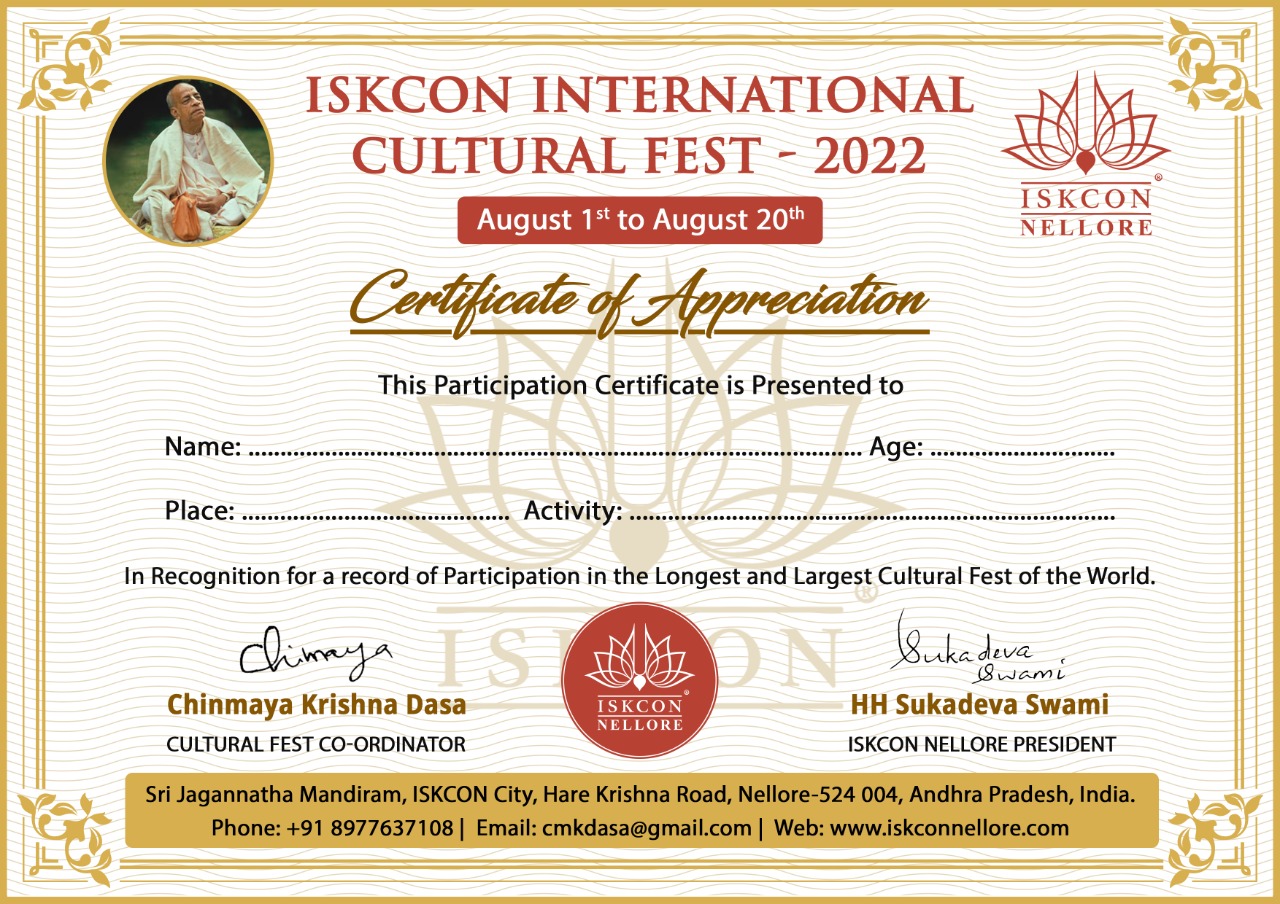 ISKCON INTERNATIONAL
CULTURAL FEST - 2022
August 1st to August 20th
ISKCON
NELLORE
®
Certificate of Appreciation
This Participation Certificate is Presented to
Name: ................................................................................................ Age: .............................
Place: .......................................... Activity: ............................................................................
In Recognition for a record of Participation in the Longest and Largest Cultural Fest of the World.
ISKCON
®
Chinmaya
Chinmaya Krishna Dasa
CULTURAL FEST CO-ORDINATOR
ISKCON
NELLORE
®
Sukadeva
Swami
HH Sukadeva Swami
ISKCON NELLORE PRESIDENT
Sri Jagannatha Mandiram, ISKCON City, Hare Krishna Road, Nellore-524 004, Andhra Pradesh, India.
Phone: +91 8977637108 | Email: cmkdasa@gmail.com | Web: www.iskconnellore.com